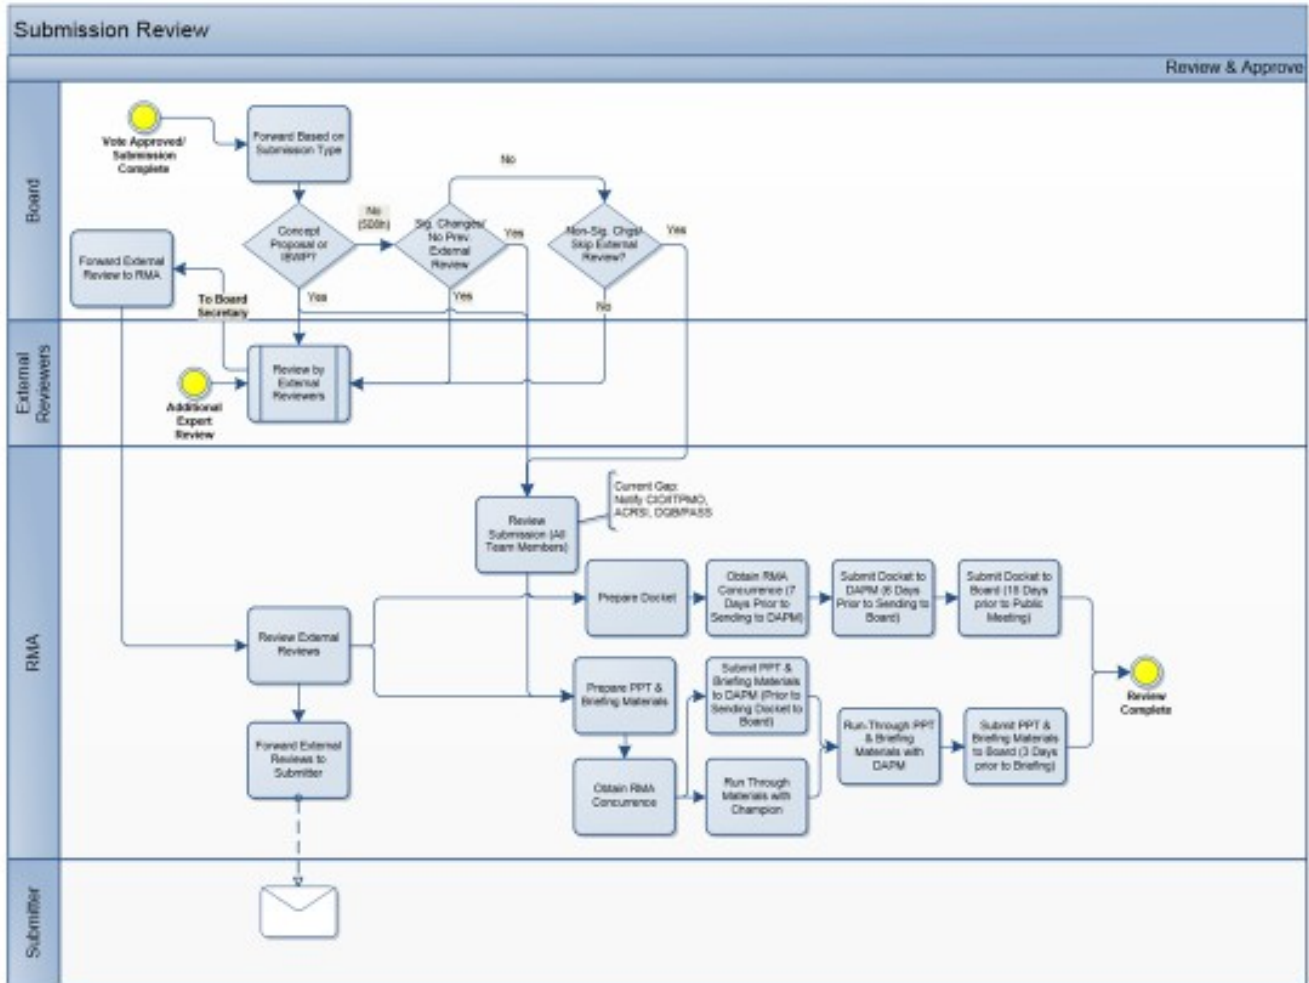 Submission Review
Review & Approve
Board
Vote Approved/
Submission
Complete
Forward Based on
Submission Type
No
Concept
Proposal or
No
(508h)
Sig. Changes/
No Prev.
External
Review
Yes
Non-Sig. Chgs/
Skip External
Review?
Yes
Forward External
Review to RMA
To Board
Secretary
Yes
Yes
No
External
Reviewers
Review by
External
Reviewers
Additional
Expert
Review
RMA
Current Gap:
Notify CIO/ITPMO,
ACRSI, DQB/PASS
Review
Submission (All
Team Members)
Prepare Docket
Obtain RMA
Concurrence (7
Days Prior to
Sending to DAPM)
Submit Docket to
DAPM (6 Days
Prior to Sending to
Board)
Submit Docket to
Board (15 Days
prior to Public
Meeting)
Review External
Reviews
Prepare PPT &
Briefing Materials
Submit PPT &
Briefing Materials
to DAPM (Prior to
Sending Docket to
Board)
Review
Complete
Run-Through PPT
& Briefing
Materials with
DAPM
Submit PPT &
Briefing Materials
to Board (3 Days
prior to Briefing)
Forward External
Reviews to
Submitter
Obtain RMA
Concurrence
Run Through
Materials with
Champion
Submitter